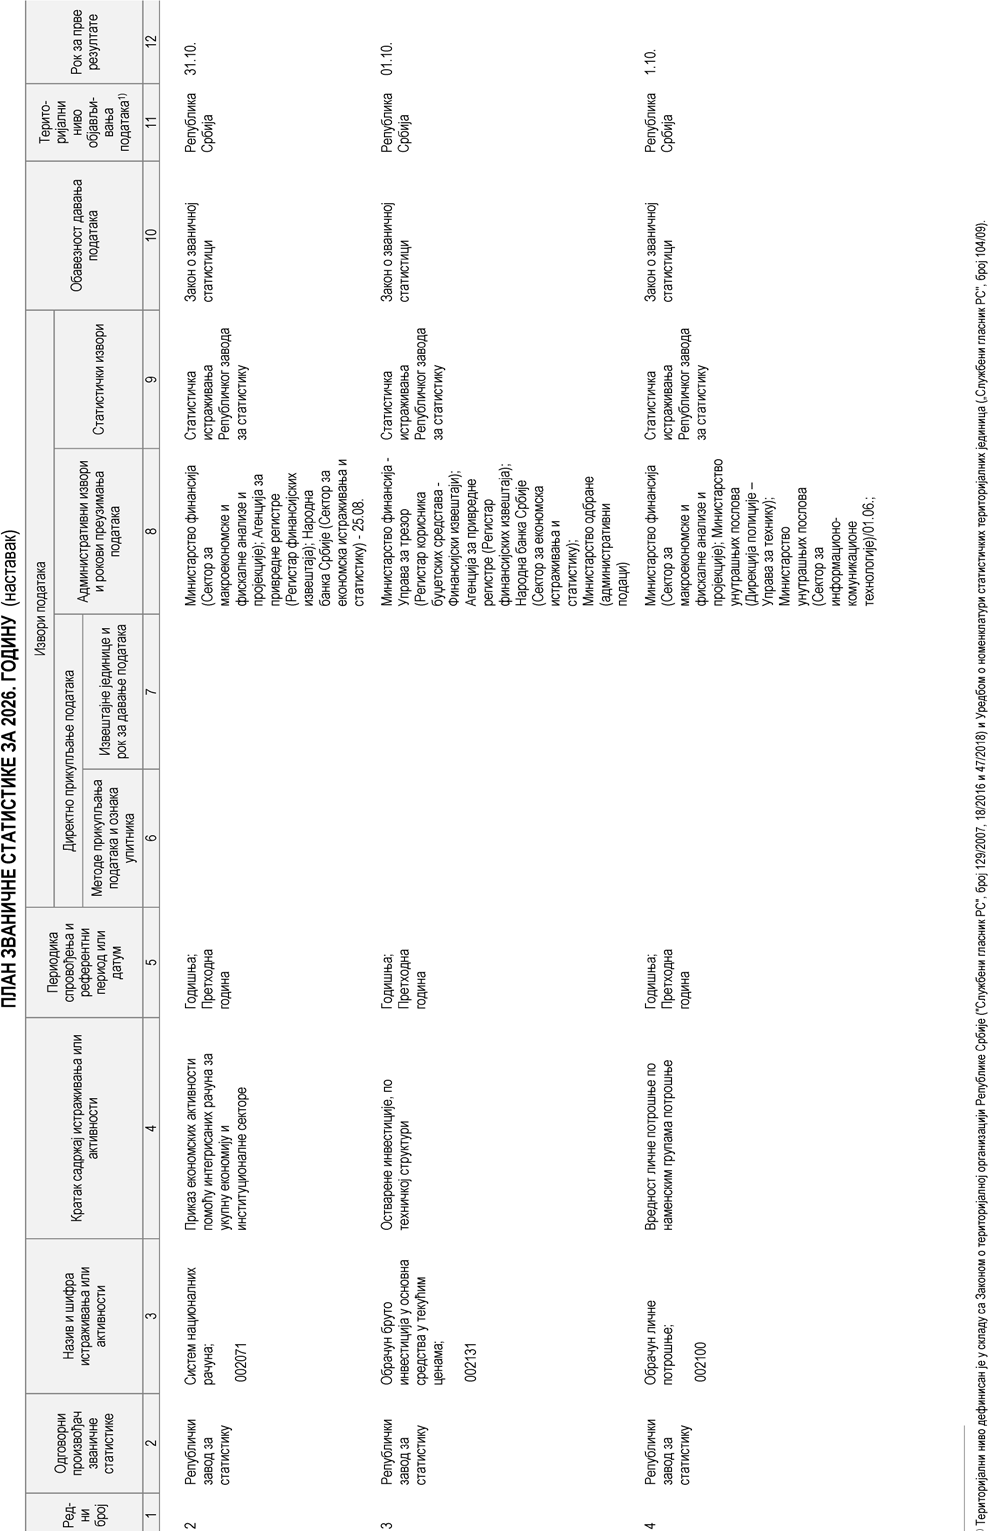 ПЛАН ЗВАНИЧНЕ СТАТИСТИКЕ ЗА 2026. ГОДИНУ (наставак)
Ред-
ни
број
Одговорни
произвођач
званичне
статистике
Назив и шифра
истраживања или
активности
Кратак садржај истраживања или
активности
Периодика
спровођења и
референтни
период или
датум
Извори података
Директно прикупљање података
Методе прикупљања
података и ознака
упитника
Извештајне јединице и
рок за давање података
Административни извори
и рокови преузимања
података
Статистички извори
Обавезност давања
података
Терито-
ријални
ниво
објављи-
вања
података1)
Рок за прве
резултате
1
2
3
4
5
6
7
8
9
10
11
12
2
Републички
завод за
статистику
Систем националних
рачуна;
002071
Приказ економских активности
помоћу интегрисаних рачуна за
укупну економију и
институционалне секторе
Годишња;
Претходна
година
Министарство финансија
(Сектор за
макроекономске и
фискалне анализе и
пројекције); Агенција за
привредне регистре
(Регистар финансијских
извештаја); Народна
банка Србије (Сектор за
економска истраживања и
статистику) - 25.08.
Статистичка
истраживања
Републичког завода
за статистику
Закон о званичној
статистици
Република
Србија
31.10.
3
Републички
завод за
статистику
Обрачун бруто
инвестиција у основна
средства у текућим
ценама;
002131
Остварене инвестиције, по
техничкој структури
Годишња;
Претходна
година
Министарство финансија -
Управа за трезор
(Регистар корисника
буџетских средстава -
Финансијски извештаји);
Агенција за привредне
регистре (Регистар
финансијских извештаја);
Народна банка Србије
(Сектор за економска
истраживања и
статистику);
Министарство одбране
(административни
подаци)
Статистичка
истраживања
Републичког завода
за статистику
Закон о званичној
статистици
Република
Србија
01.10.
4
Републички
завод за
статистику
Обрачун личне
потрошње;
002100
Вредност личне потрошње по
наменским групама потрошње
Годишња;
Претходна
година
Министарство финансија
(Сектор за
макроекономске и
фискалне анализе и
пројекције); Министарство
унутрашњих послова
(Дирекција полиције –
Управа за технику);
Министарство
унутрашњих послова
(Сектор за
информационо-
комуникационе
технологије)/01.06.;
Статистичка
истраживања
Републичког завода
за статистику
Закон о званичној
статистици
Република
Србија
1.10.
) Територијални ниво дефинисан је у складу са Законом о територијалној организацији Републике Србије ("Службени гласник РС", број 129/2007, 18/2016 и 47/2018) и Уредбом о номенклатури статистичких територијалних јединица („Службени гласник РС", број 104/09).